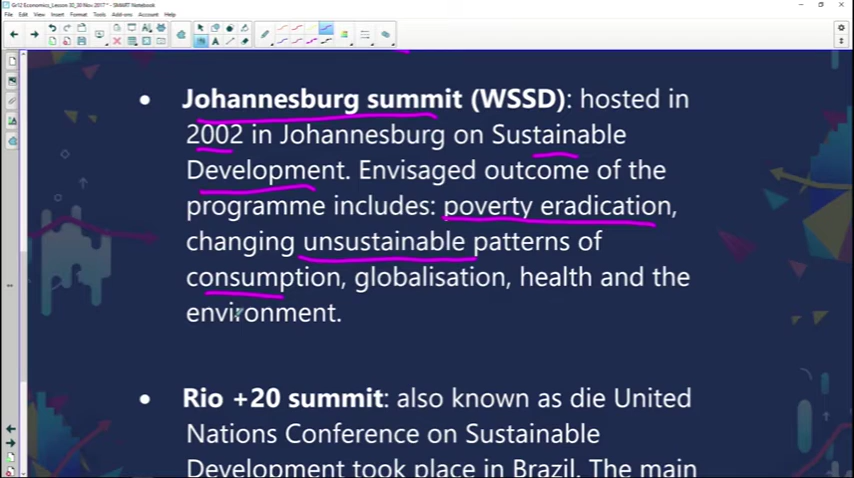 Gr12 Economics_Lesson 30_30 Nov 2017 * - SMART Notebook
File Edit View Insert Format Tools Add-ons Account Help
• Johannesburg summit (WSSD): hosted in
2002 in Johannesburg on Sustainable
Development. Envisaged outcome of the
programme includes: poverty eradication,
changing unsustainable patterns of
consumption, globalisation, health and the
environment.
• Rio +20 summit: also known as die United
Nations Conference on Sustainable
Development took place in Brazil. The main